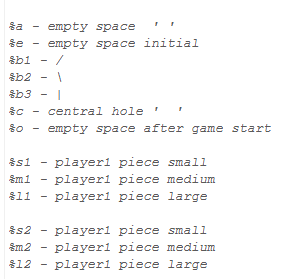 %a - empty space  ' '
%e - empty space initial
%b1 - /
%b2 - \
%b3 - |
%c - central hole '  '
%o - empty space after game start
%s1 - player1 piece small
%m1 - player1 piece medium
%l1 - player1 piece large
%s2 - player1 piece small
%m2 - player1 piece medium
%l2 - player1 piece large